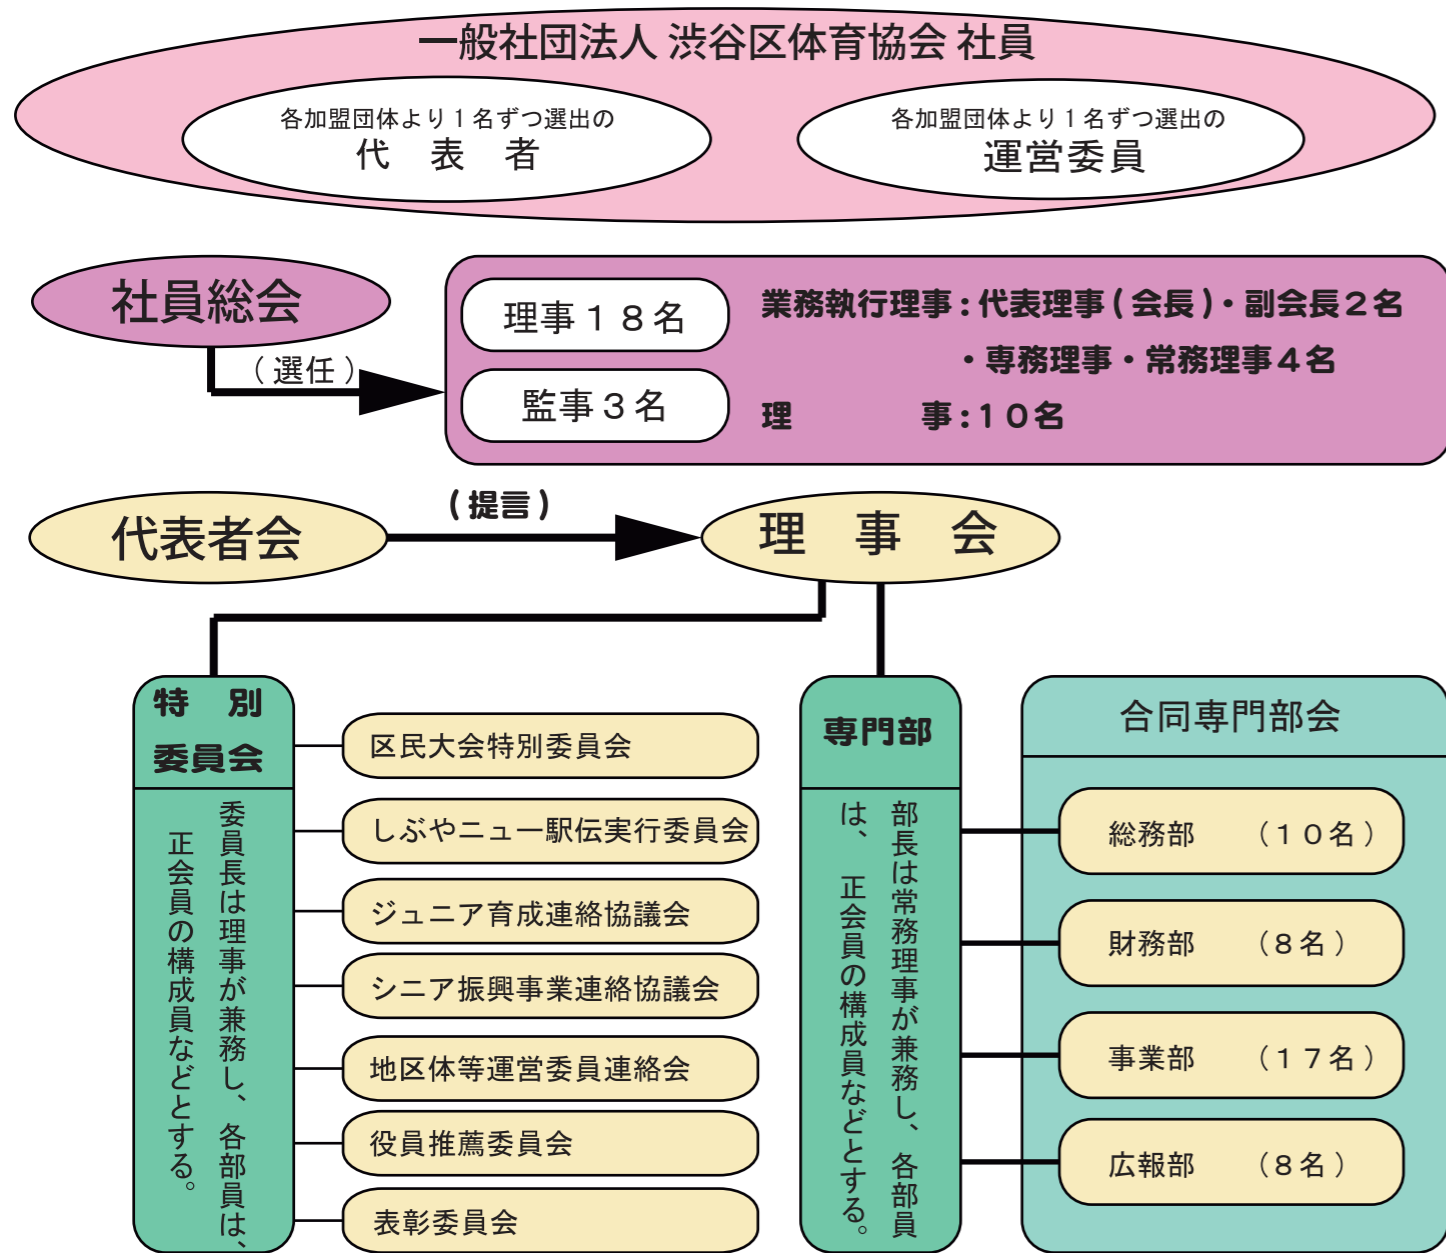 一般社団法人 渋谷区体育協会 社員
各加盟団体より1名ずつ選出の
代 表 者
各加盟団体より1名ずつ選出の
運営委員
社員総会
(選任)
理事18名
監事3名
業務執行理事:代表理事(会長)・副会長2名
・専務理事・常務理事4名
理 事:10名
代表者会
(提言)
理 事 会
特 別
委員会
委員長は理事が兼務し、各部員は、
正会員の構成員などとする。
区民大会特別委員会
しぶやニュー駅伝実行委員会
ジュニア育成連絡協議会
シニア振興事業連絡協議会
地区体等運営委員連絡会
役員推薦委員会
表彰委員会
専門部
部長は常務理事が兼務し、各部員
は、 正会員の構成員などとする。
合同専門部会
総務部 (10名)
財務部 (8名)
事業部 (17名)
広報部 (8名)